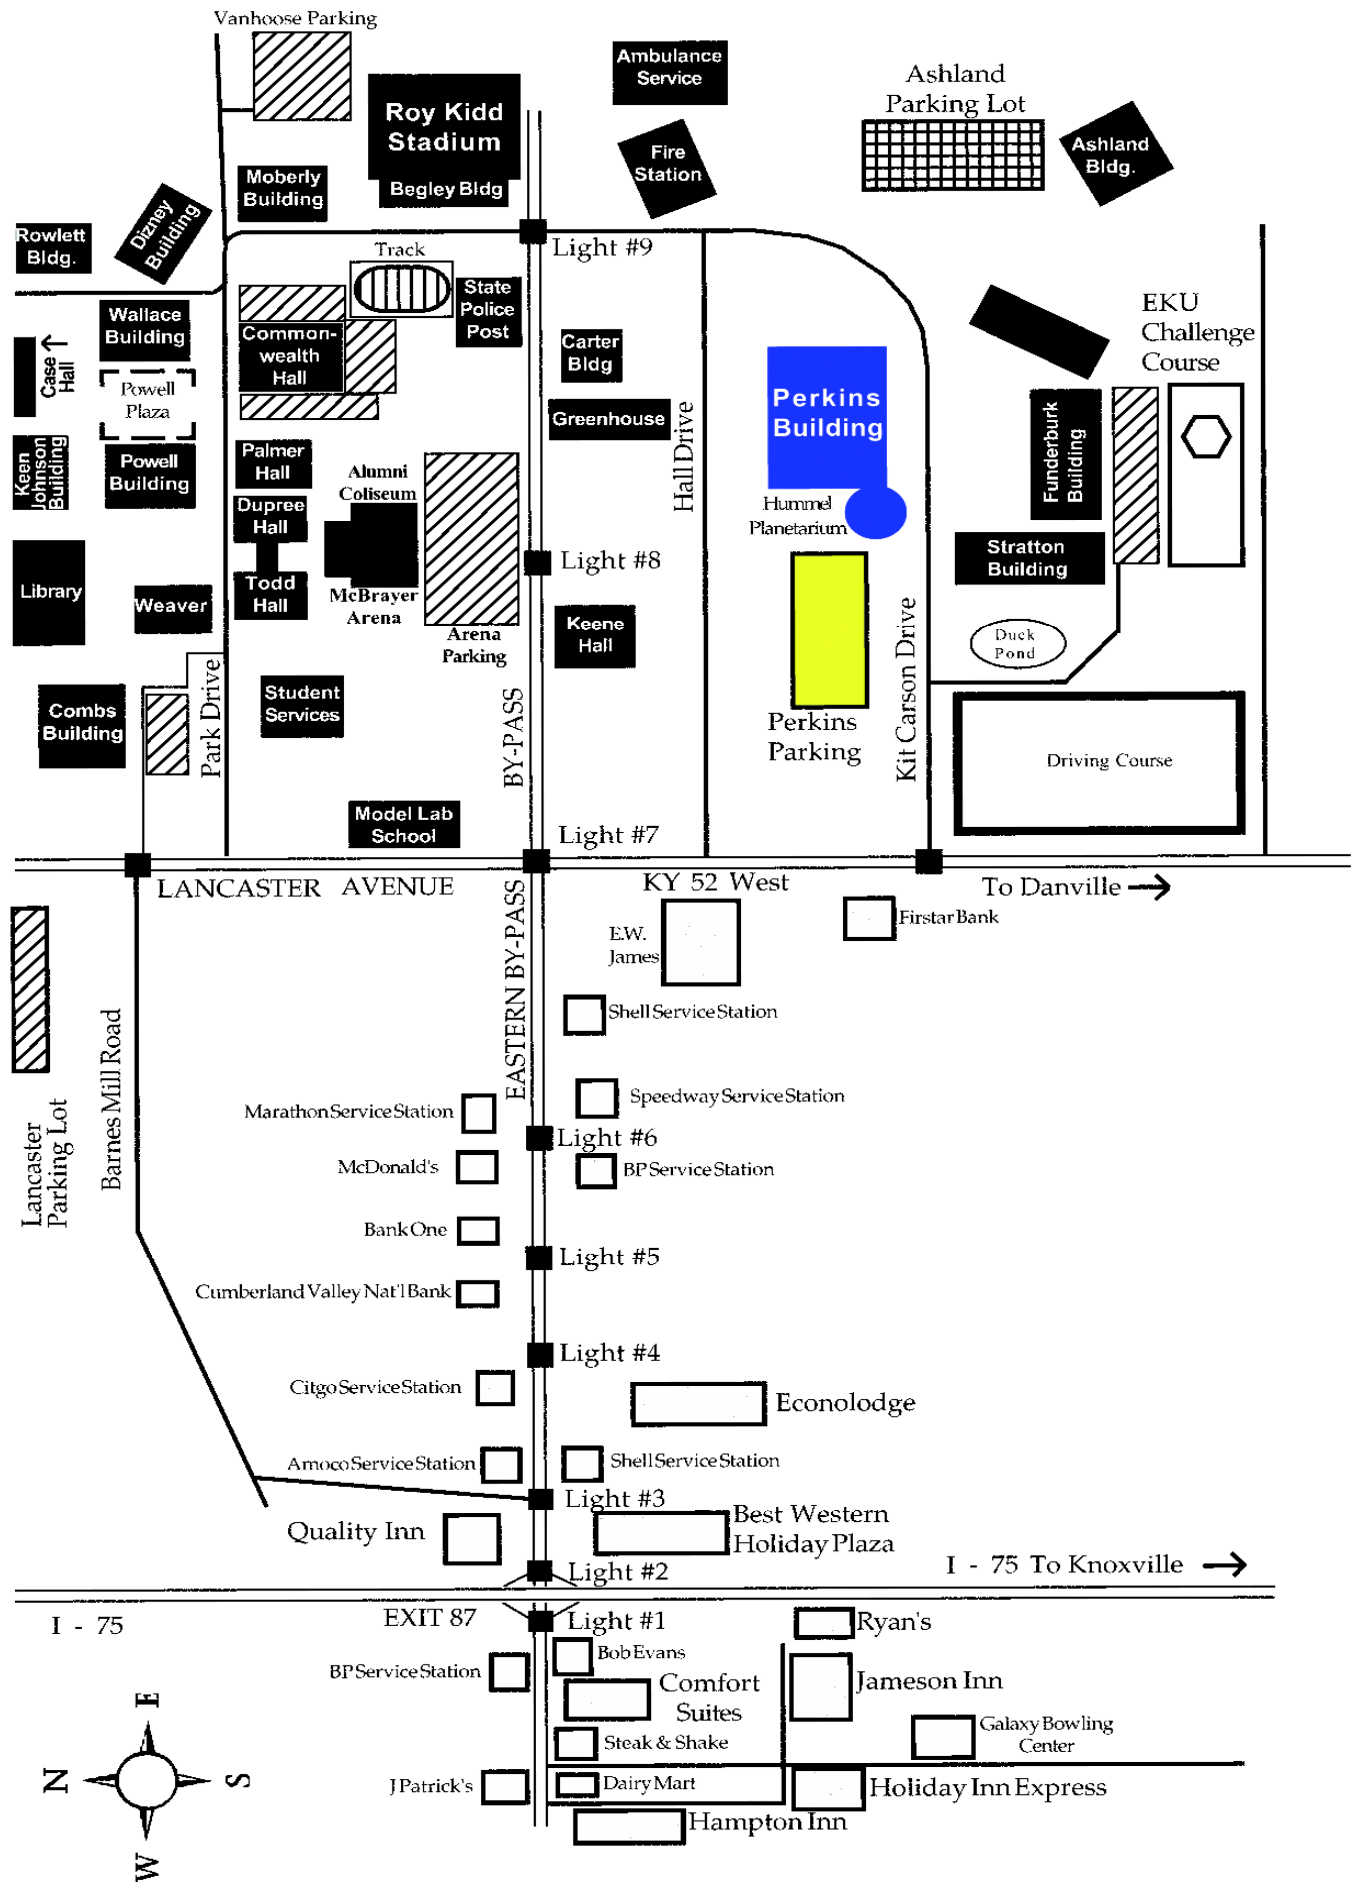 Vanhoose Parking
Ambulance
Service
Ashland
Parking Lot
Roy Kidd
Stadium
Begley Bldg
Fire
Station
Ashland
Bldg.
Moberly
Building
Dizney
Building
Rowlett
Bldg.
Light #9
Track
State
Police
Post
Wallace
Building
Common-
wealth
Hall
Carter
Bldg
EKU
Challenge
Course
Case
Hall
Powell
Plaza
Perkins
Building
Greenhouse
Hall Drive
Funderburk
Building
Keen
Johnson
Building
Powell
Building
Palmer
Hall
Alumni
Coliseum
Dupree
Hall
Hummel
Planetarium
Light #8
Stratton
Building
Library
Weaver
Todd
Hall
McBrayer
Arena
Arena
Parking
Keene
Hall
Duck
Pond
Combs
Building
Park Drive
Student
Services
BY-PASS
Perkins
Parking
Kit Carson Drive
Driving Course
Model Lab
School
Light #7
LANCASTER AVENUE
KY 52 West
To Danville
Firstar Bank
E.W.
James
EASTERN BY-PASS
Shell Service Station
Barnes Mill Road
Lancaster
Parking Lot
Marathon Service Station
Speedway Service Station
Light #6
McDonald's
BP Service Station
Bank One
Light #5
Cumberland Valley Nat'l Bank
Light #4
Citgo Service Station
Econolodge
Amoco Service Station
Shell Service Station
Light #3
Quality Inn
Best Western
Holiday Plaza
Light #2
I - 75 To Knoxville
I - 75
EXIT 87
Light #1
Ryan's
BP Service Station
Bob Evans
Comfort
Suites
Jameson Inn
Steak & Shake
Galaxy Bowling
Center
J Patrick's
Dairy Mart
Holiday Inn Express
Hampton Inn
E
N
S
W